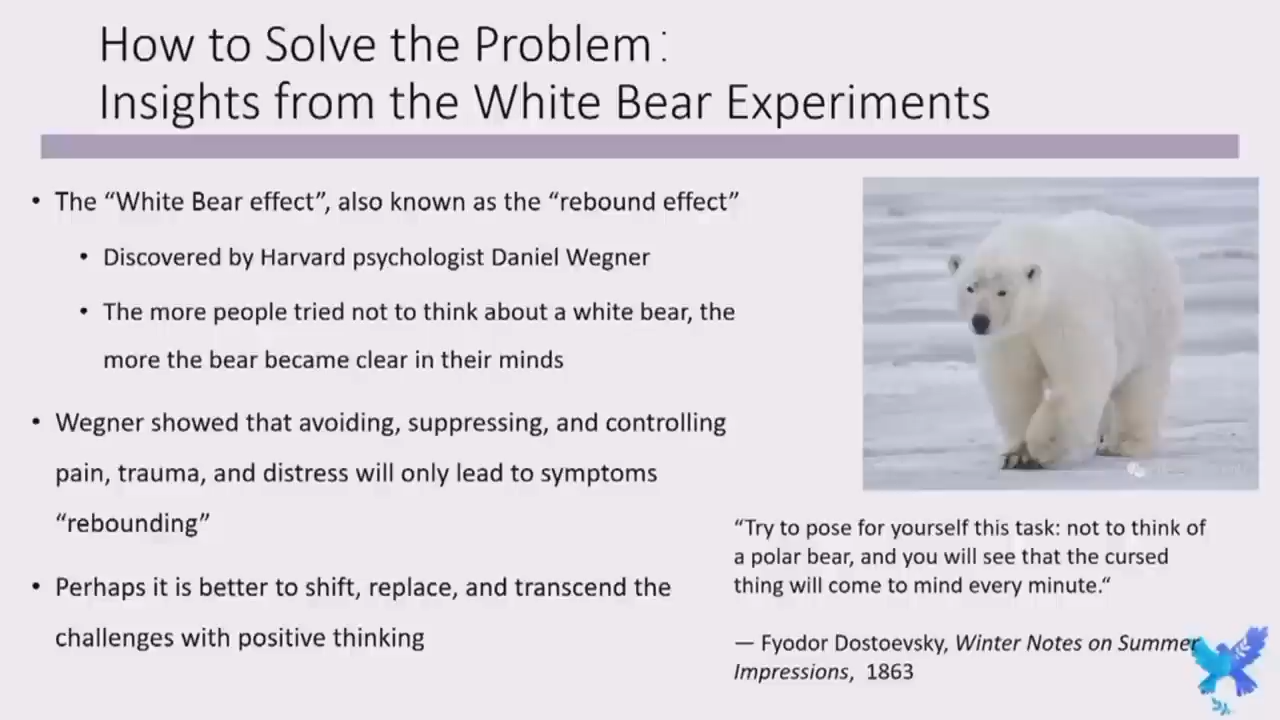 How to Solve the Problem:
Insights from the White Bear Experiments
• The “White Bear effect”, also known as the “rebound effect”
• Discovered by Harvard psychologist Daniel Wegner
• The more people tried not to think about a white bear, the
more the bear became clear in their minds
• Wegner showed that avoiding, suppressing, and controlling
pain, trauma, and distress will only lead to symptoms
“rebounding”
• Perhaps it is better to shift, replace, and transcend the
challenges with positive thinking
“Try to pose for yourself this task: not to think of
a polar bear, and you will see that the cursed
thing will come to mind every minute.“
— Fyodor Dostoevsky, Winter Notes on Summer
Impressions, 1863